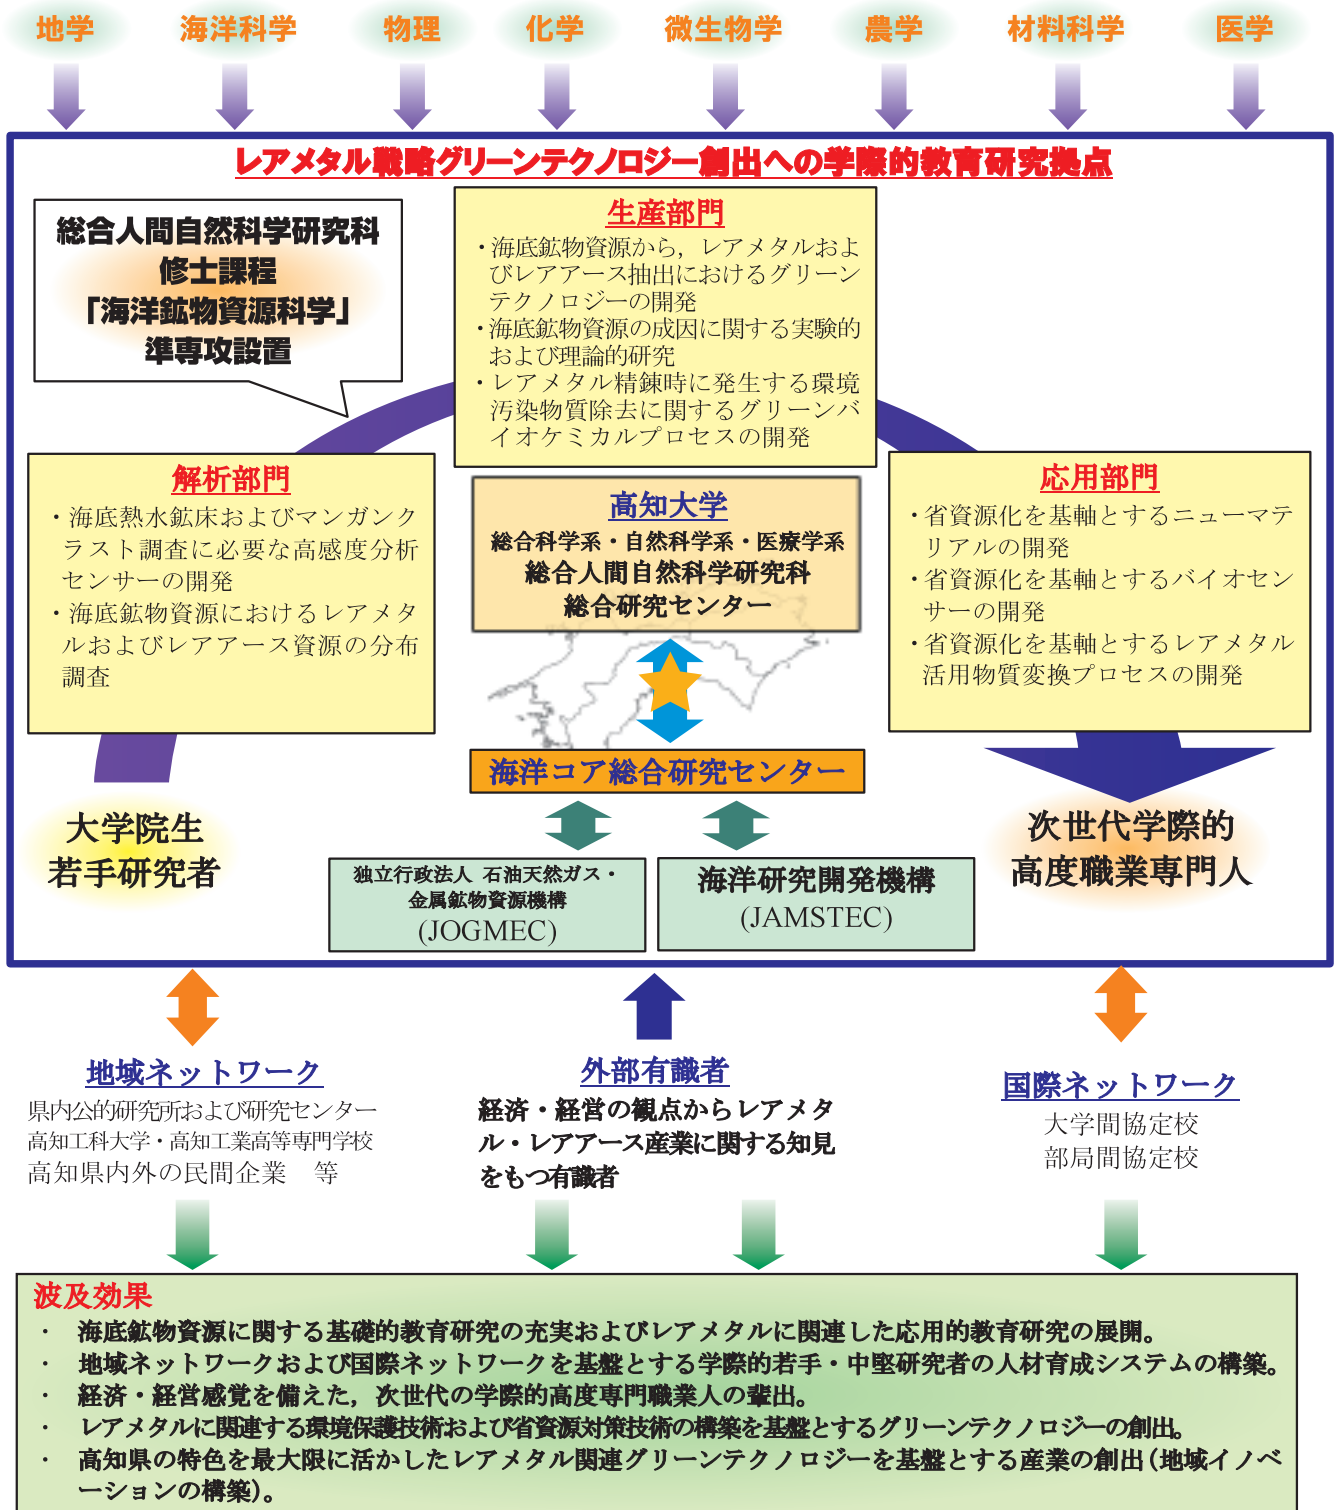 地学 海洋科学 物理 化学 微生物学 農学 材料科学 医学
レアメタル戦略グリーンテクノロジー創出への学際的教育研究拠点
総合人間自然科学研究科
修士課程
「海洋鉱物資源科学」
準専攻設置
生産部門
・海底鉱物資源から，レアメタルおよ
びレアアース抽出におけるグリーン
テクノロジーの開発
・海底鉱物資源の成因に関する実験的
および理論的研究
・レアメタル精錬時に発生する環境
汚染物質除去に関するグリーンバ
イオケミカルプロセスの開発
解析部門
・海底熱水鉱床およびマンガンク
ラスト調査に必要な高感度分析
センサーの開発
・海底鉱物資源におけるレアメタ
ルおよびレアアース資源の分布
調査
高知大学
総合科学系・自然科学系・医療学系
総合人間自然科学研究科
総合研究センター
応用部門
・省資源化を基軸とするニューマテ
リアルの開発
・省資源化を基軸とするバイオセン
サーの開発
・省資源化を基軸とするレアメタル
活用物質変換プロセスの開発
海洋コア総合研究センター
大学院生
若手研究者
独立行政法人 石油天然ガス・
金属鉱物資源機構
(JOGMEC)
海洋研究開発機構
(JAMSTEC)
次世代学際的
高度職業専門人
地域ネットワーク
県内公的研究所および研究センター
高知工科大学・高知工業高等専門学校
高知県内外の民間企業　等
外部有識者
経済・経営の観点からレアメタ
ル・レアアース産業に関する知見
をもつ有識者
国際ネットワーク
大学間協定校
部局間協定校
波及効果
・ 海底鉱物資源に関する基礎的教育研究の充実およびレアメタルに関連した応用的教育研究の展開。
・ 地域ネットワークおよび国際ネットワークを基盤とする学際的若手・中堅研究者の人材育成システムの構築。
・ 経済・経営感覚を備えた，次世代の学際的高度専門職業人の輩出。
・ レアメタルに関連する環境保護技術および省資源対策技術の構築を基盤とするグリーンテクノロジーの創出。
・ 高知県の特色を最大限に活かしたレアメタル関連グリーンテクノロジーを基盤とする産業の創出(地域イノベ
ーションの構築)。